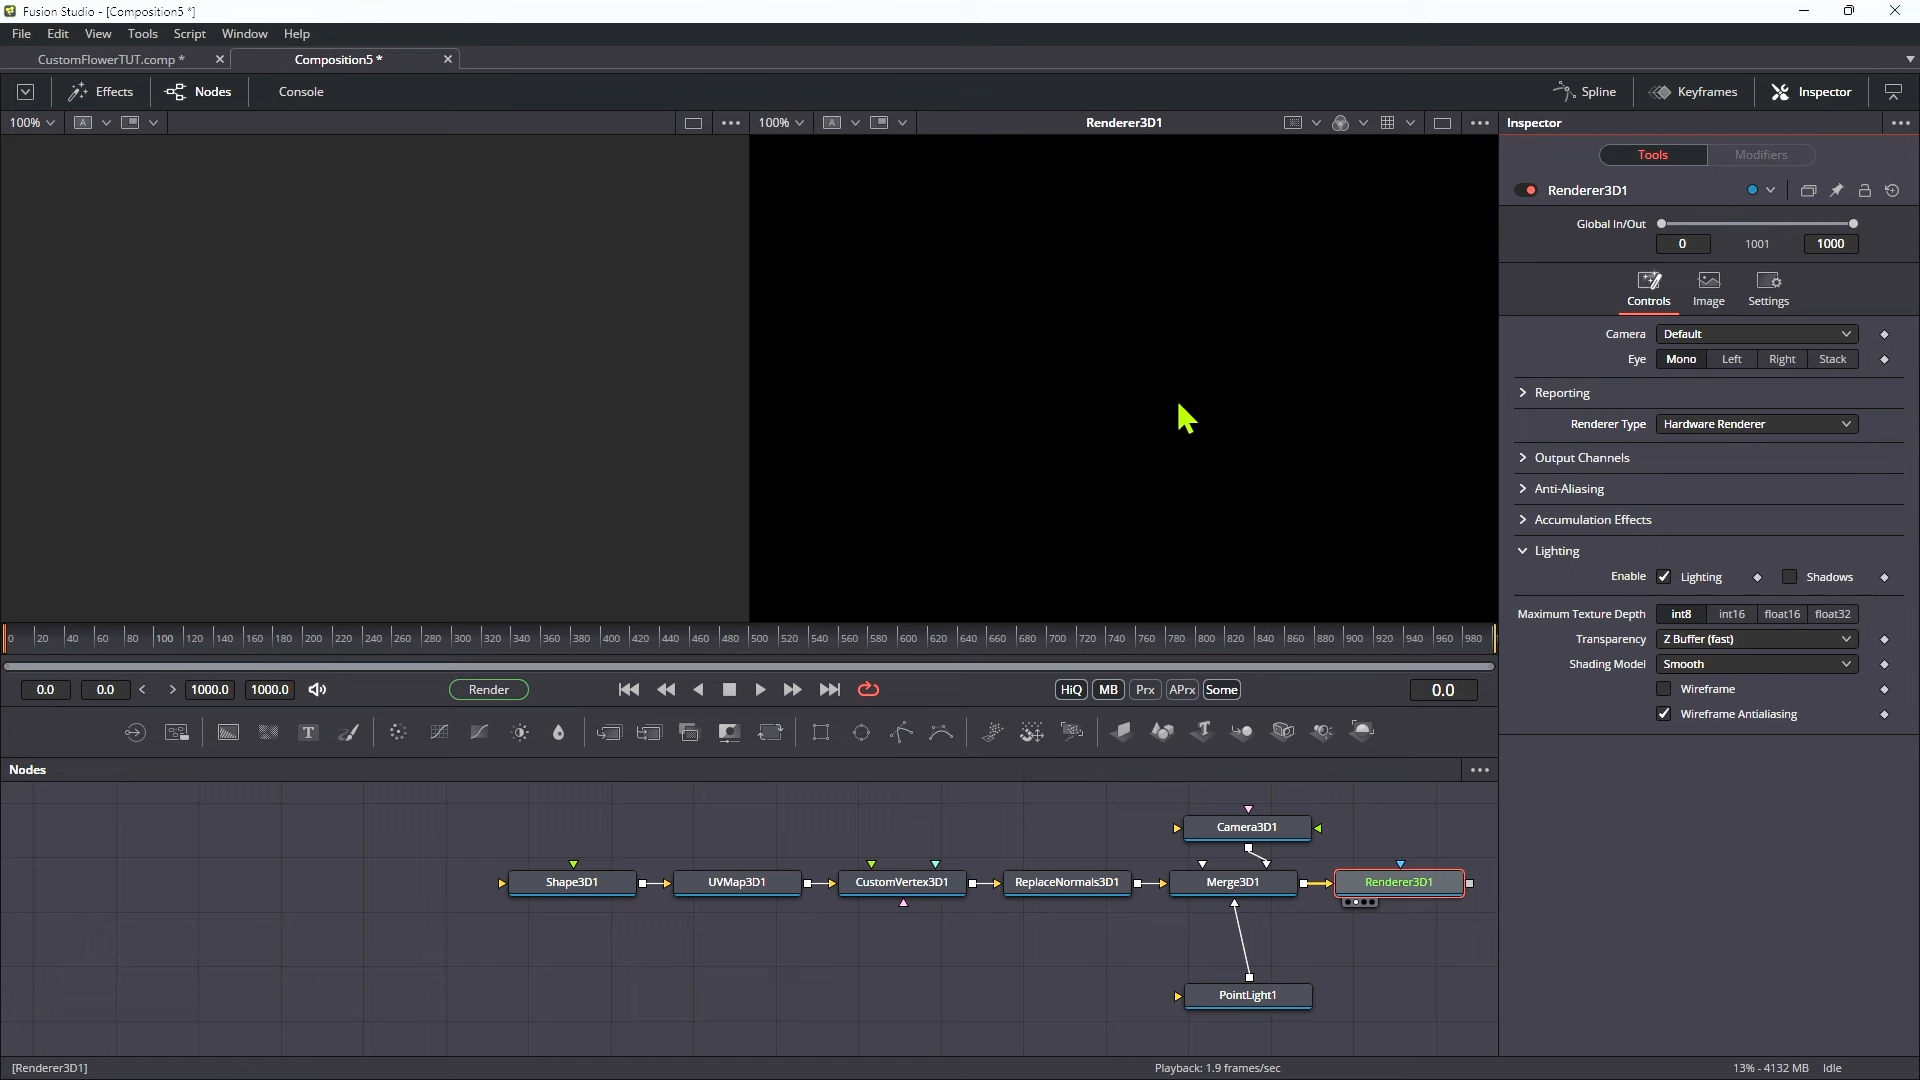 Fusion Studio - [Composition5 *]
File Edit View Tools Script Window Help
CustomFlowerTUT.comp * Composition5 *
Effects Nodes Console Spline Keyframes Inspector
100% A 100% A Renderer3D1 Inspector
Tools Modifiers
Renderer3D1
Global In/Out
0 1001 1000
Controls Image Settings
Camera Default
Eye Mono Left Right Stack
Reporting
Renderer Type Hardware Renderer
Output Channels
Anti-Aliasing
Accumulation Effects
Lighting
Enable Lighting Shadows
Maximum Texture Depth int8 int16 float16 float32
Transparency Z Buffer (fast)
Shading Model Smooth
Wireframe
Wireframe Antialiasing
0 20 40 60 80 100 120 140 160 180 200 220 240 260 280 300 320 340 360 380 400 420 440 460 480 500 520 540 560 580 600 620 640 660 680 700 720 740 760 780 800 820 840 860 880 900 920 940 960 980
0.0 0.0 < > 1000.0 1000.0 Render HiQ MB Prx APrx Some 0.0
T T
Nodes
Camera3D1
Shape3D1 UVMap3D1 CustomVertex3D1 ReplaceNormals3D1 Merge3D1 Renderer3D1
PointLight1
[Renderer3D1] Playback: 1.9 frames/sec 13% - 4132 MB Idle